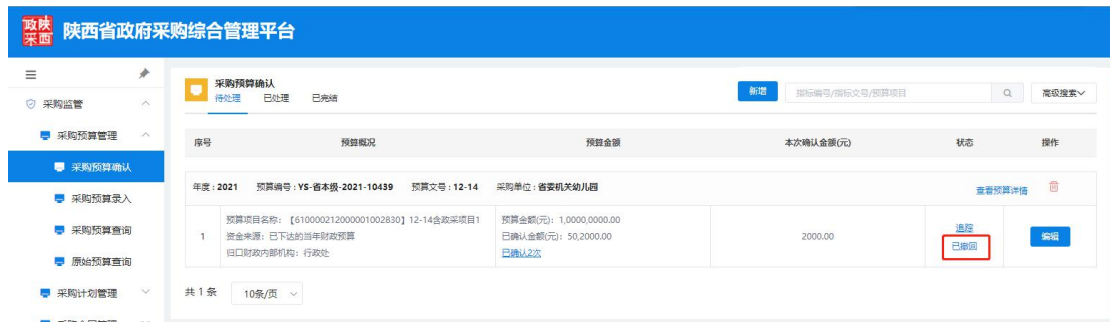 政陕
采西
陕西省政府采购综合管理平台
采购监管
采购预算管理
采购预算确认
采购预算录入
采购预算查询
原始预算查询
采购计划管理
采购预算确认
待处理 已处理 已完结
新增 指标编号/指标文号/预算项目 高级搜索
序号 预算概况 预算金额 本次确认金额(元) 状态 操作
年度：2021 预算编号：YS-省本级-2021-10439 预算文号：12-14 采购单位：省委机关幼儿园 查看预算详情
预算项目名称：【610000212000001002830】12-14含政采项目1 预算金额(元)：1,0000,0000.00 追踪
1 资金来源：已下达的当年财政预算 已确认金额(元)：50,2000.00 2000.00 已撤回 编辑
归口财政内部机构：行政处 已确认2次
共 1 条 10条/页